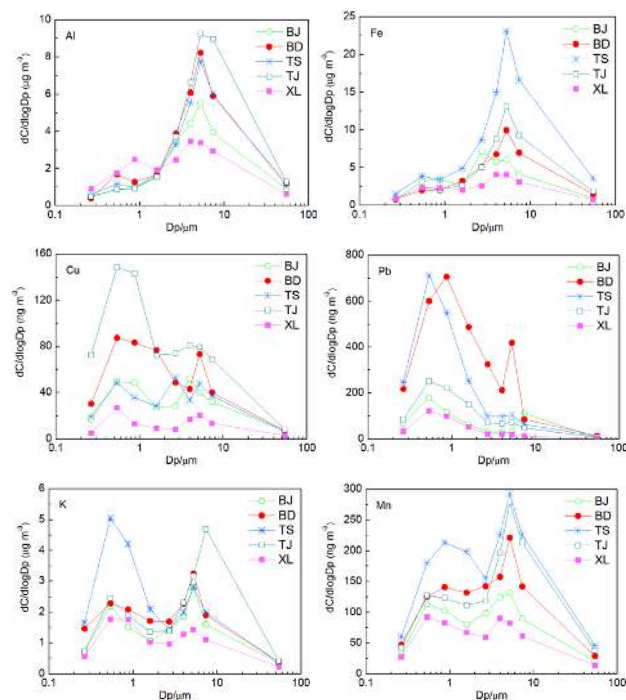 Al
BJ
BD
TS
TJ
XL
dC/dlogDp (μg m⁻³)
10
8
6
4
2
0
0.1 1 10 100
Dp/μm
Fe
BJ
BD
TS
TJ
XL
dC/dlogDp (μg m⁻³)
25
20
15
10
5
0
0.1 1 10 100
Dp/μm
Cu
BJ
BD
TS
TJ
XL
dC/dlogDp (ng m⁻³)
160
120
80
40
0
0.1 1 10 100
Dp/μm
Pb
BJ
BD
TS
TJ
XL
dC/dlogDp (ng m⁻³)
800
600
400
200
0
0.1 1 10 100
Dp/μm
K
BJ
BD
TS
TJ
XL
dC/dlogDp (μg m⁻³)
6
5
4
3
2
1
0
0.1 1 10 100
Dp/μm
Mn
BJ
BD
TS
TJ
XL
dC/dlogDp (ng m⁻³)
300
250
200
150
100
50
0
0.1 1 10 100
Dp/μm